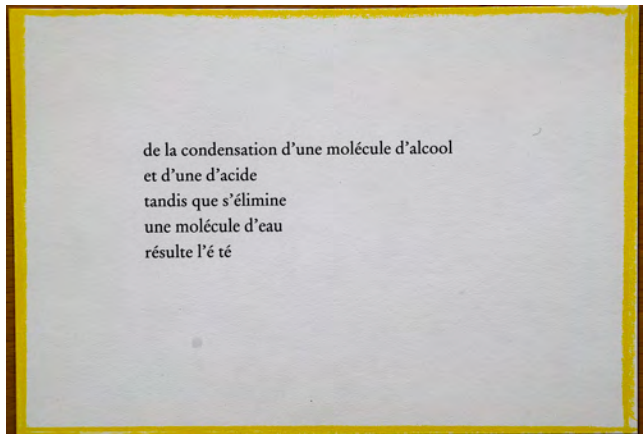 de la condensation d’une molécule d’alcool
et d’une d’acide
tandis que s’élimine
une molécule d’eau
résulte l’é té